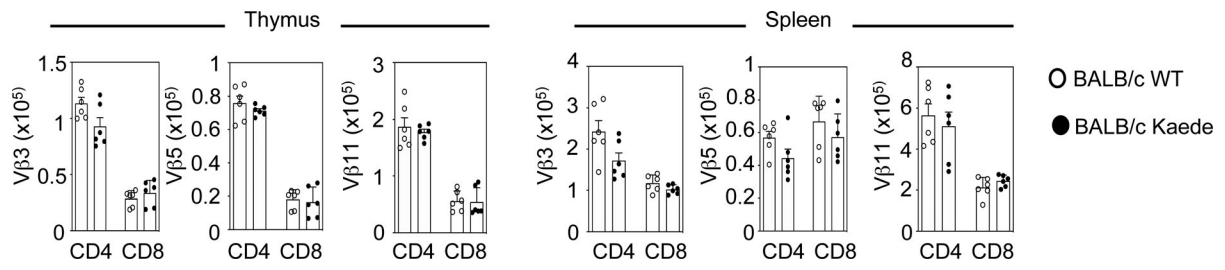 Thymus
Spleen
Vβ3 (x10⁵)
1.5
1
0.5
0
CD4 CD8
Vβ5 (x10⁵)
1
0.8
0.6
0.4
0.2
0
CD4 CD8
Vβ11 (x10⁵)
3
2
1
0
CD4 CD8
Vβ3 (x10⁵)
4
3
2
1
0
CD4 CD8
Vβ5 (x10⁵)
1
0.8
0.6
0.4
0.2
0
CD4 CD8
Vβ11 (x10⁵)
8
6
4
2
0
CD4 CD8
BALB/c WT
BALB/c Kaede